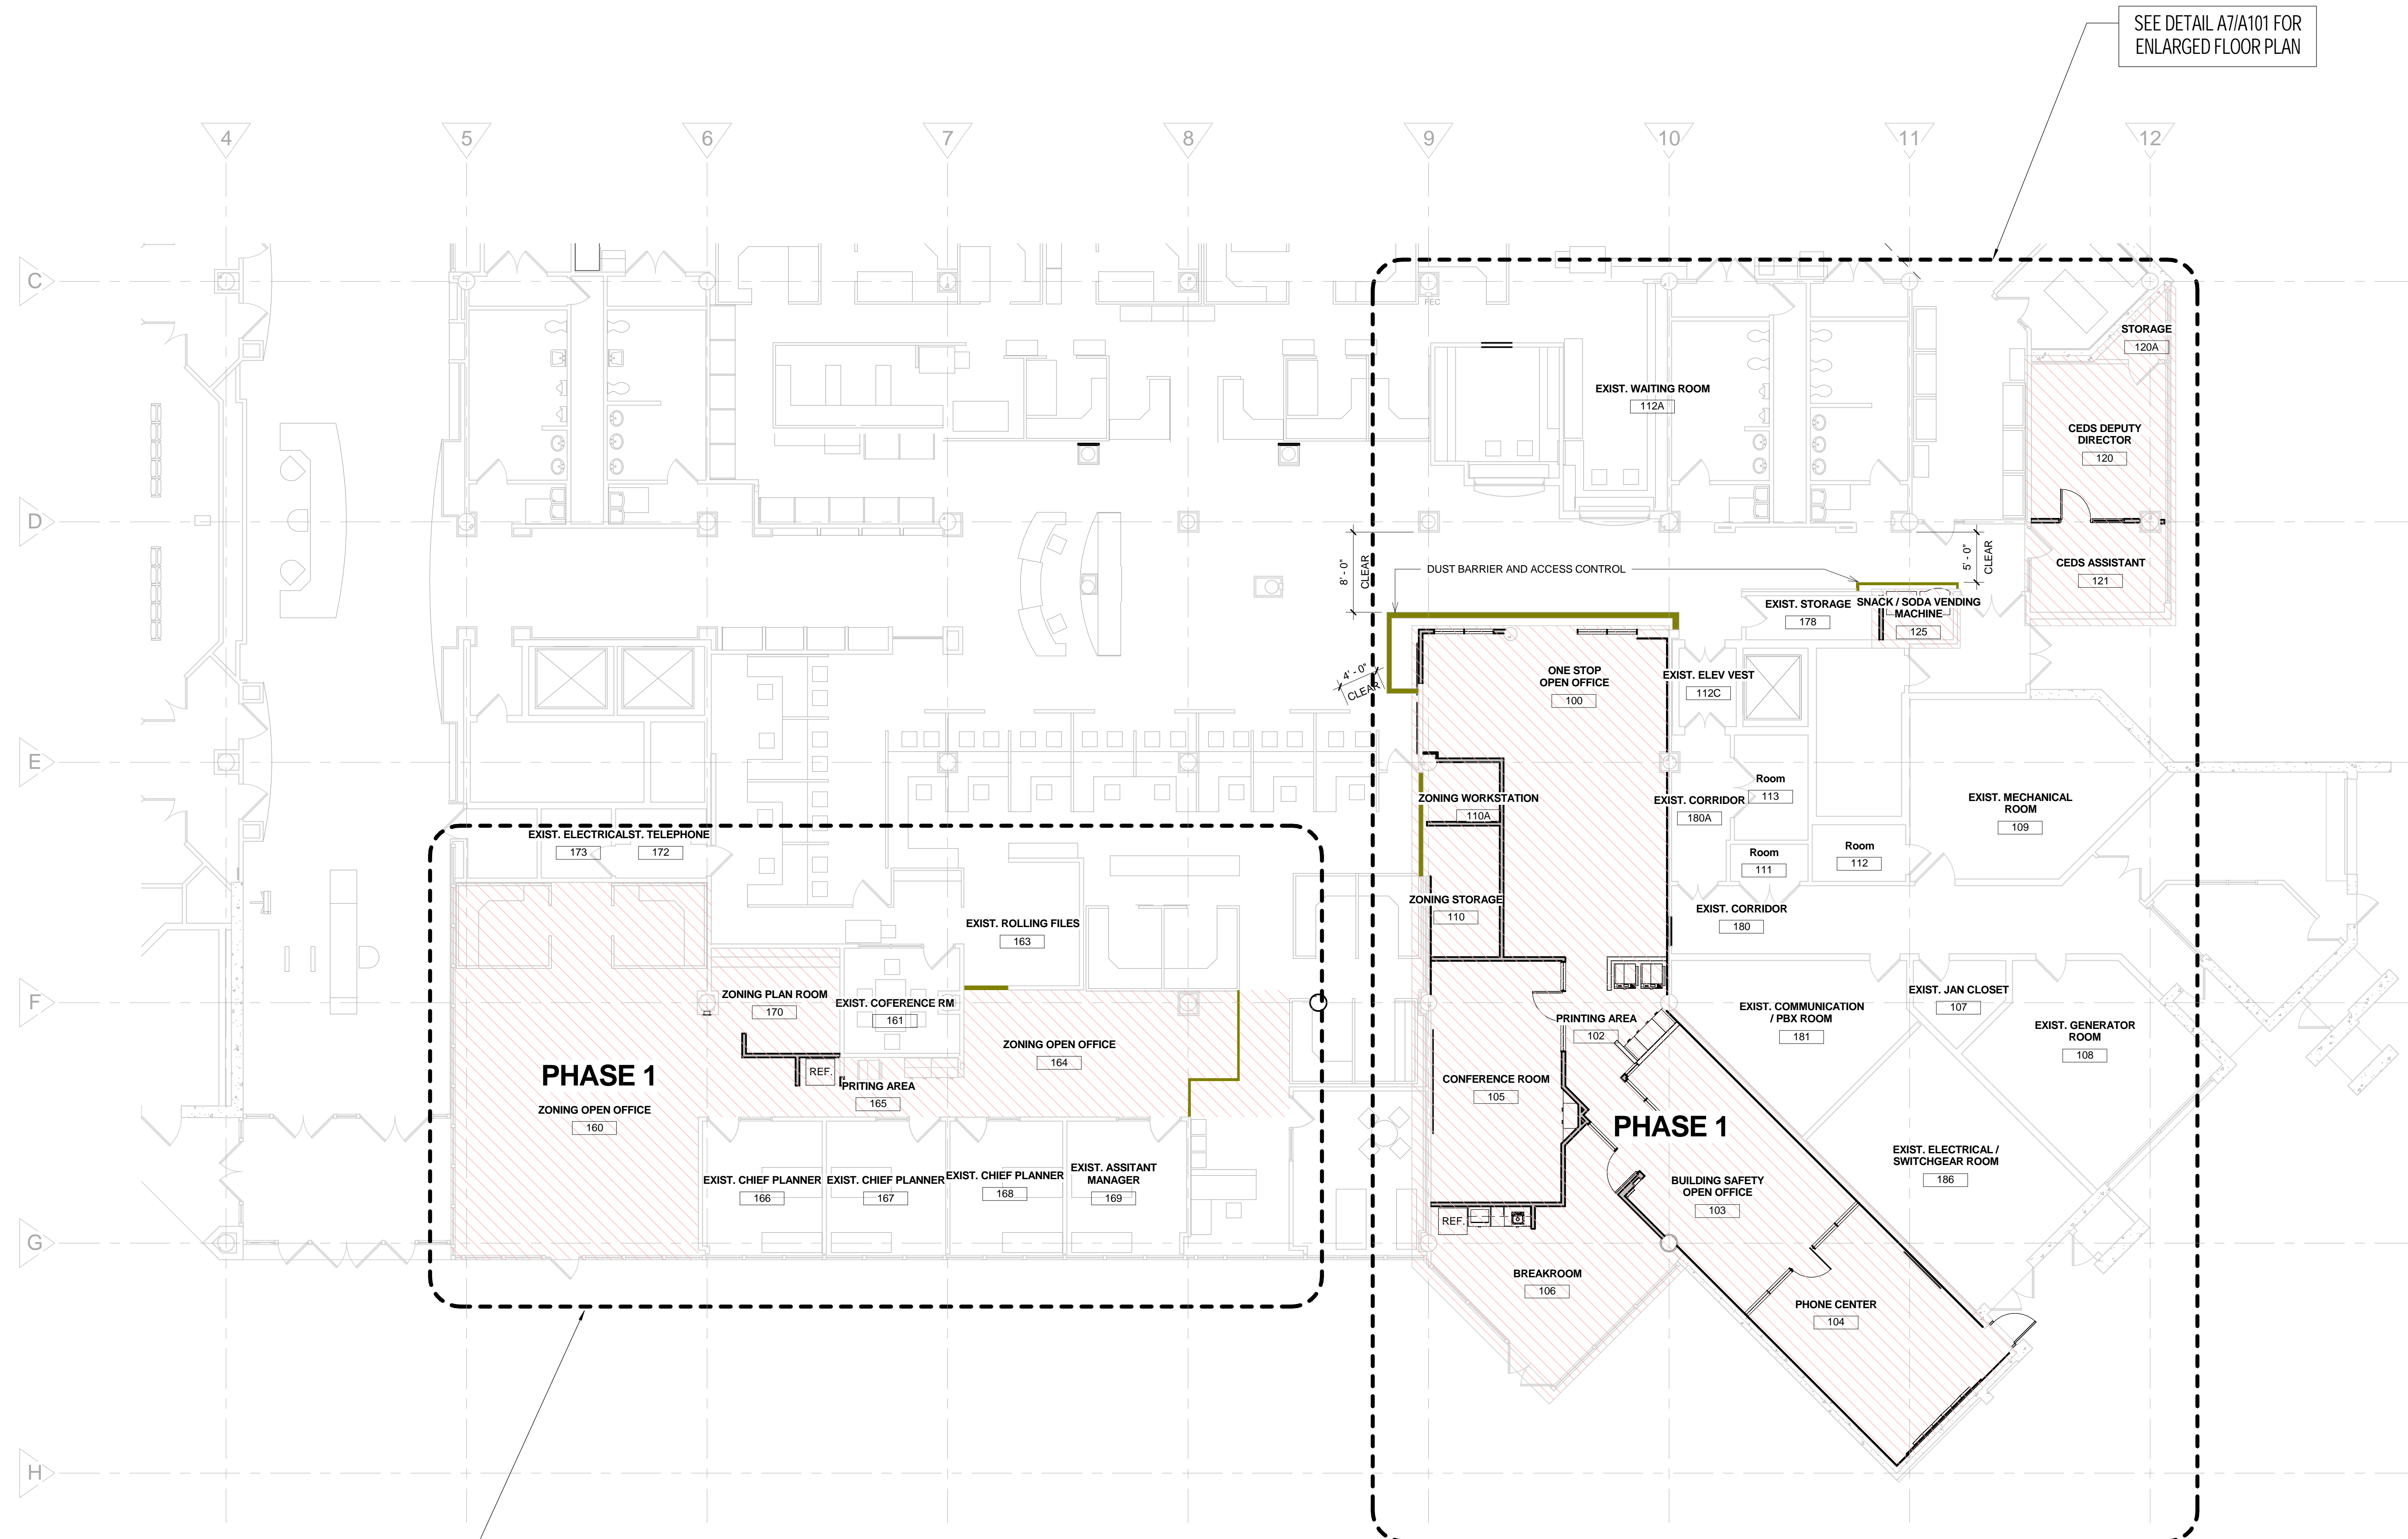 SEE DETAIL A7/A101 FOR
ENLARGED FLOOR PLAN
4
5
6
7
8
9
10
11
12
C
D
E
F
G
H
FEC
STORAGE
120A
EXIST. WAITING ROOM
112A
CEDS DEPUTY
DIRECTOR
120
8' - 0"
CLEAR
5' - 0"
CLEAR
DUST BARRIER AND ACCESS CONTROL
CEDS ASSISTANT
121
EXIST. STORAGE
178
SNACK / SODA VENDING
MACHINE
125
4' - 0"
CLEAR
ONE STOP
OPEN OFFICE
100
EXIST. ELEV VEST
112C
ZONING WORKSTATION
110A
EXIST. CORRIDOR
180A
Room
113
EXIST. MECHANICAL
ROOM
109
EXIST. ELECTRICALST. TELEPHONE
173
172
Room
111
Room
112
EXIST. ROLLING FILES
163
ZONING STORAGE
110
EXIST. CORRIDOR
180
ZONING PLAN ROOM
170
EXIST. COFERENCE RM
161
PRINTING AREA
102
EXIST. COMMUNICATION
/ PBX ROOM
181
EXIST. JAN CLOSET
107
EXIST. GENERATOR
ROOM
108
ZONING OPEN OFFICE
164
PHASE 1
REF.
PRITING AREA
165
ZONING OPEN OFFICE
160
CONFERENCE ROOM
105
PHASE 1
EXIST. CHIEF PLANNER
166
EXIST. CHIEF PLANNER
167
EXIST. CHIEF PLANNER
168
EXIST. ASSITANT
MANAGER
169
BUILDING SAFETY
OPEN OFFICE
103
EXIST. ELECTRICAL /
SWITCHGEAR ROOM
186
REF.
BREAKROOM
106
PHONE CENTER
104